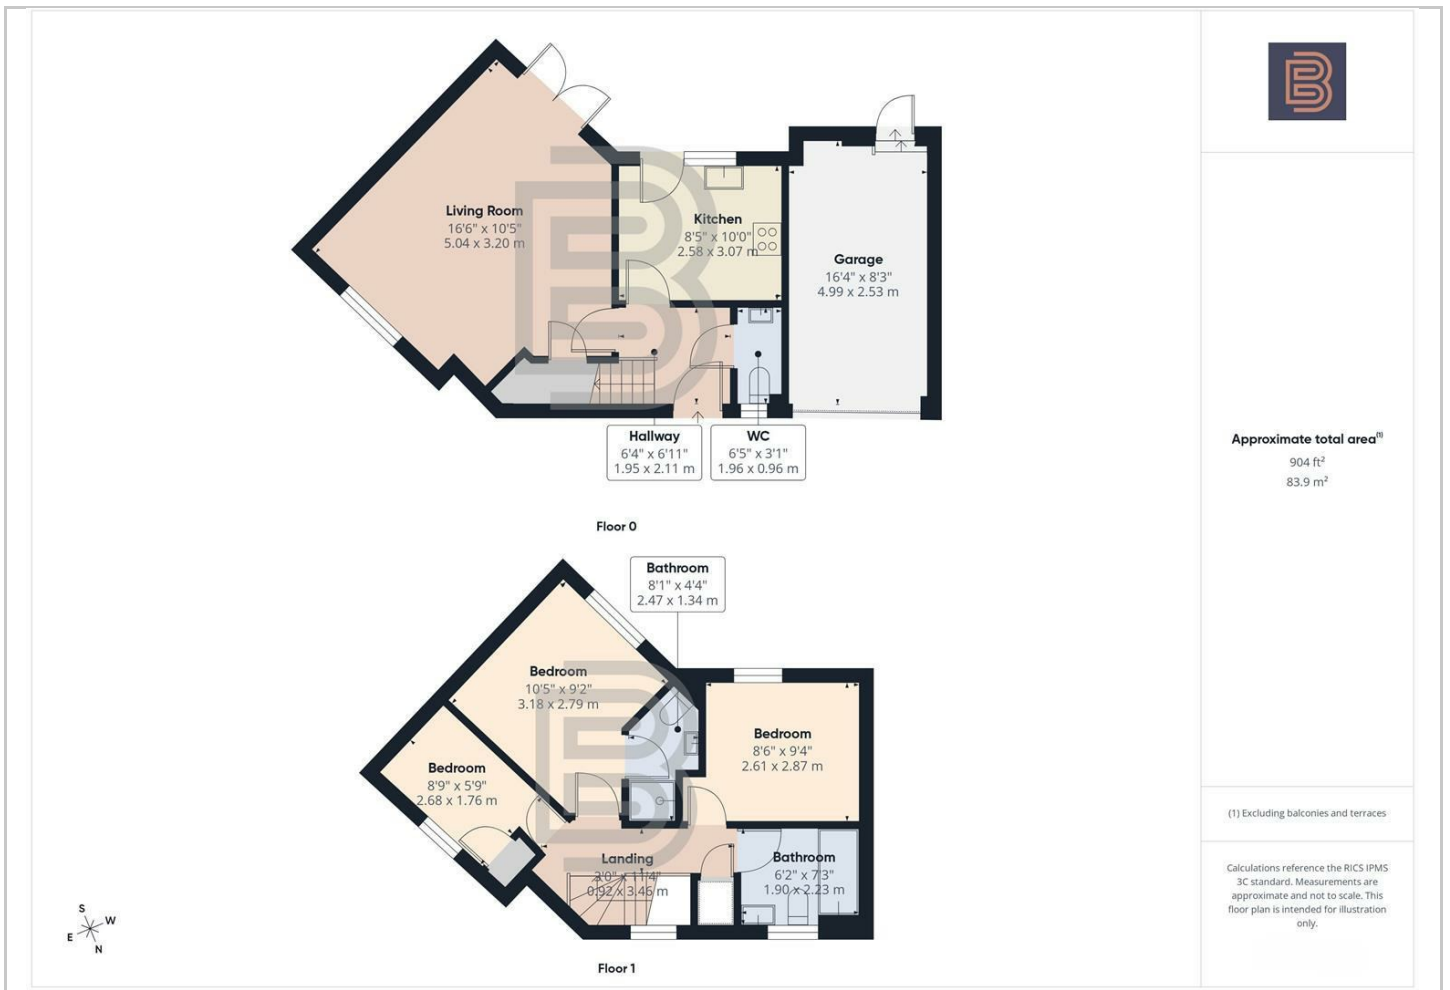 Living Room
16'6" x 10'5"
5.04 x 3.20 m
Kitchen
8'5" x 10'0"
2.58 x 3.07 m
Garage
16'4" x 8'3"
4.99 x 2.53 m
Hallway
6'4" x 6'11"
1.95 x 2.11 m
WC
6'5" x 3'1"
1.96 x 0.96 m
Floor 0
Bathroom
8'1" x 4'4"
2.47 x 1.34 m
Bedroom
10'5" x 9'2"
3.18 x 2.79 m
Bedroom
8'6" x 9'4"
2.61 x 2.87 m
Bedroom
8'9" x 5'9"
2.68 x 1.76 m
Landing
3'0" x 11'4"
0.92 x 3.46 m
Bathroom
6'2" x 7'3"
1.90 x 2.23 m
Floor 1
S
W
E
N
B
Approximate total area(1)
904 ft²
83.9 m²
(1) Excluding balconies and terraces
Calculations reference the RICS IPMS
3C standard. Measurements are
approximate and not to scale. This
floor plan is intended for illustration
only.